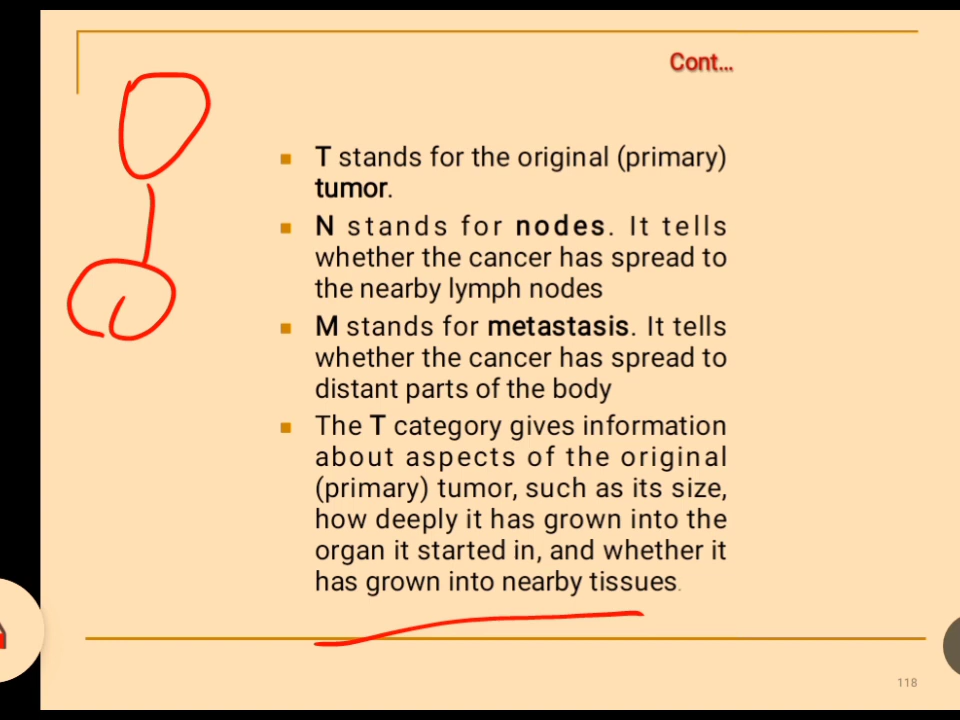 Cont...
T stands for the original (primary)
tumor.
N stands for nodes. It tells
whether the cancer has spread to
the nearby lymph nodes
M stands for metastasis. It tells
whether the cancer has spread to
distant parts of the body
The T category gives information
about aspects of the original
(primary) tumor, such as its size,
how deeply it has grown into the
organ it started in, and whether it
has grown into nearby tissues.
118